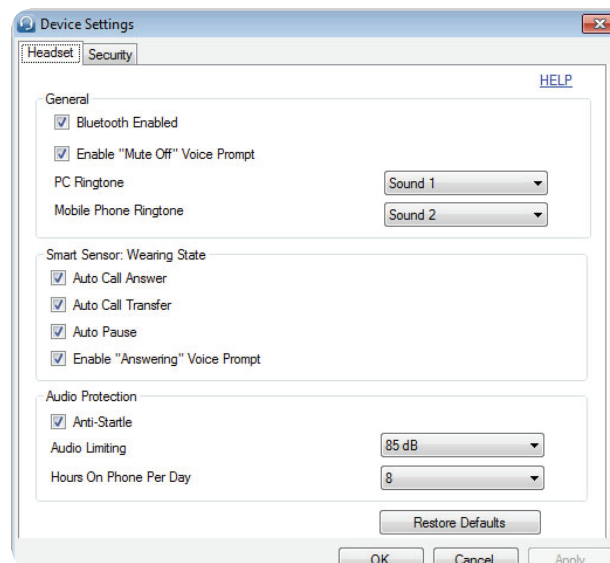 Device Settings
Headset Security
HELP
General
Bluetooth Enabled
Enable "Mute Off" Voice Prompt
PC Ringtone Sound 1
Mobile Phone Ringtone Sound 2
Smart Sensor: Wearing State
Auto Call Answer
Auto Call Transfer
Auto Pause
Enable "Answering" Voice Prompt
Audio Protection
Anti-Startle
Audio Limiting 85 dB
Hours On Phone Per Day 8
Restore Defaults
OK Cancel Apply